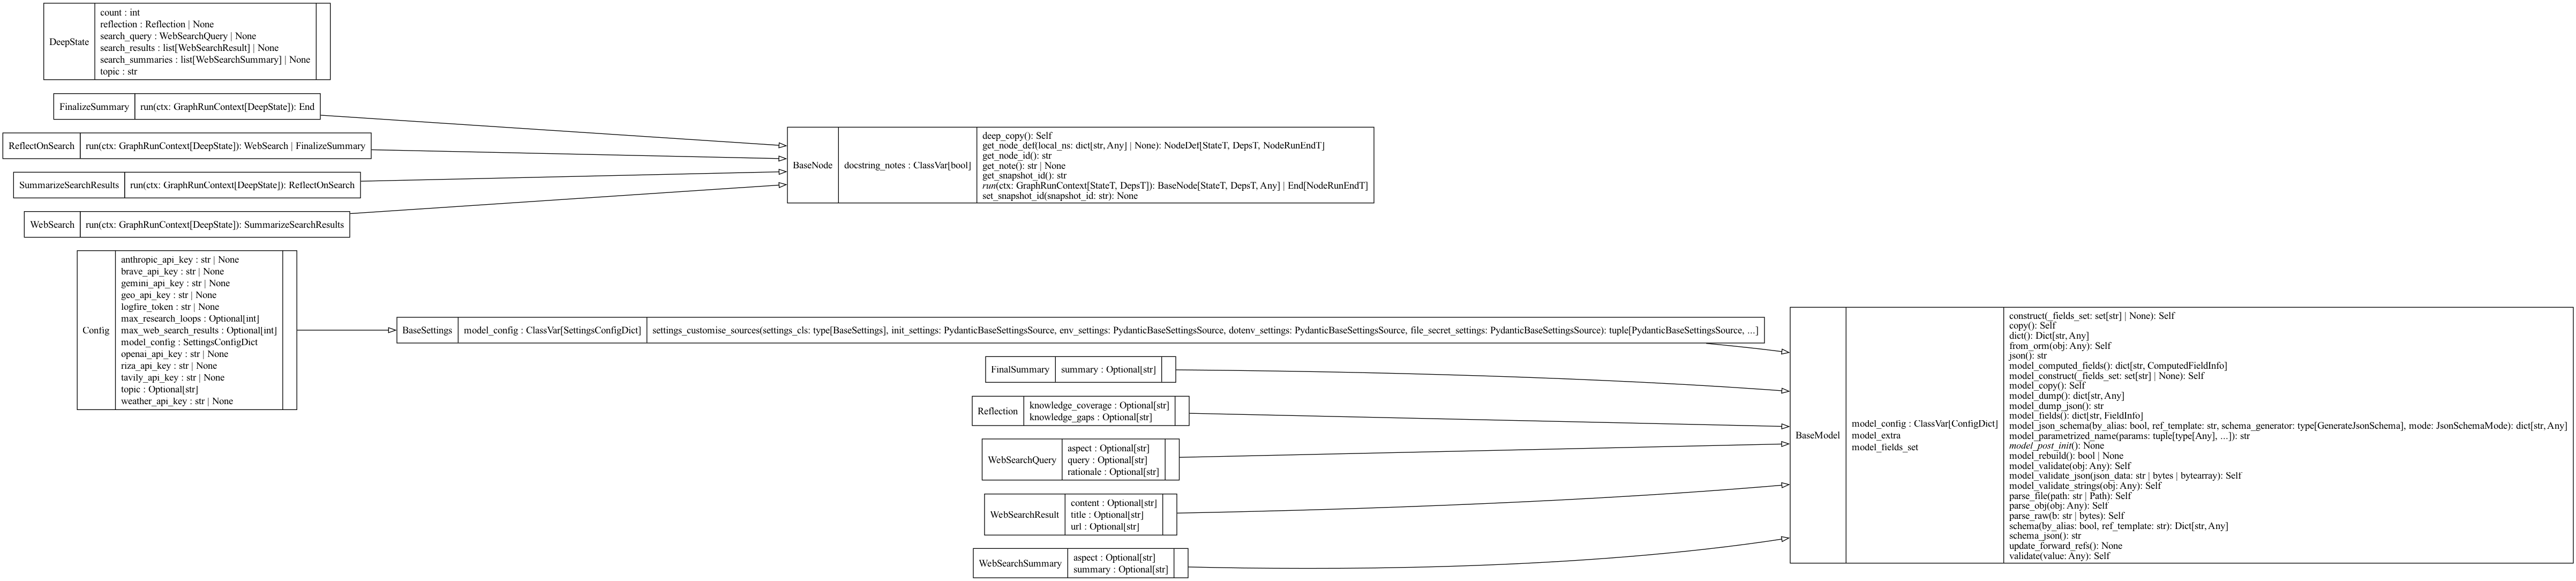 DeepState
count : int
reflection : Reflection | None
search_query : WebSearchQuery | None
search_results : list[WebSearchResult] | None
search_summaries : list[WebSearchSummary] | None
topic : str
FinalizeSummary
run(ctx: GraphRunContext[DeepState]): End
ReflectOnSearch
run(ctx: GraphRunContext[DeepState]): WebSearch | FinalizeSummary
SummarizeSearchResults
run(ctx: GraphRunContext[DeepState]): ReflectOnSearch
WebSearch
run(ctx: GraphRunContext[DeepState]): SummarizeSearchResults
BaseNode
docstring_notes : ClassVar[bool]
deep_copy(): Self
get_node_def(local_ns: dict[str, Any] | None): NodeDef[StateT, DepsT, NodeRunEndT]
get_node_id(): str
get_note(): str | None
get_snapshot_id(): str
run(ctx: GraphRunContext[StateT, DepsT]): BaseNode[StateT, DepsT, Any] | End[NodeRunEndT]
set_snapshot_id(snapshot_id: str): None
Config
anthropic_api_key : str | None
brave_api_key : str | None
gemini_api_key : str | None
geo_api_key : str | None
logfire_token : str | None
max_research_loops : Optional[int]
max_web_search_results : Optional[int]
model_config : SettingsConfigDict
openai_api_key : str | None
riza_api_key : str | None
tavily_api_key : str | None
topic : Optional[str]
weather_api_key : str | None
BaseSettings
model_config : ClassVar[SettingsConfigDict]
settings_customise_sources(settings_cls: type[BaseSettings], init_settings: PydanticBaseSettingsSource, env_settings: PydanticBaseSettingsSource, dotenv_settings: PydanticBaseSettingsSource, file_secret_settings: PydanticBaseSettingsSource): tuple[PydanticBaseSettingsSource, ...]
FinalSummary
summary : Optional[str]
Reflection
knowledge_coverage : Optional[str]
knowledge_gaps : Optional[str]
WebSearchQuery
aspect : Optional[str]
query : Optional[str]
rationale : Optional[str]
WebSearchResult
content : Optional[str]
title : Optional[str]
url : Optional[str]
WebSearchSummary
aspect : Optional[str]
summary : Optional[str]
BaseModel
model_config : ClassVar[ConfigDict]
model_extra
model_fields_set
construct(_fields_set: set[str] | None): Self
copy(): Self
dict(): Dict[str, Any]
from_orm(obj: Any): Self
json(): str
model_computed_fields(): dict[str, ComputedFieldInfo]
model_construct(_fields_set: set[str] | None): Self
model_copy(): Self
model_dump(): dict[str, Any]
model_dump_json(): str
model_fields(): dict[str, FieldInfo]
model_json_schema(by_alias: bool, ref_template: str, schema_generator: type[GenerateJsonSchema], mode: JsonSchemaMode): dict[str, Any]
model_parametrized_name(params: tuple[type[Any], ...]): str
model_post_init(): None
model_rebuild(): bool | None
model_validate(obj: Any): Self
model_validate_json(json_data: str | bytes | bytearray): Self
model_validate_strings(obj: Any): Self
parse_file(path: str | Path): Self
parse_obj(obj: Any): Self
parse_raw(b: str | bytes): Self
schema(by_alias: bool, ref_template: str): Dict[str, Any]
schema_json(): str
update_forward_refs(): None
validate(value: Any): Self